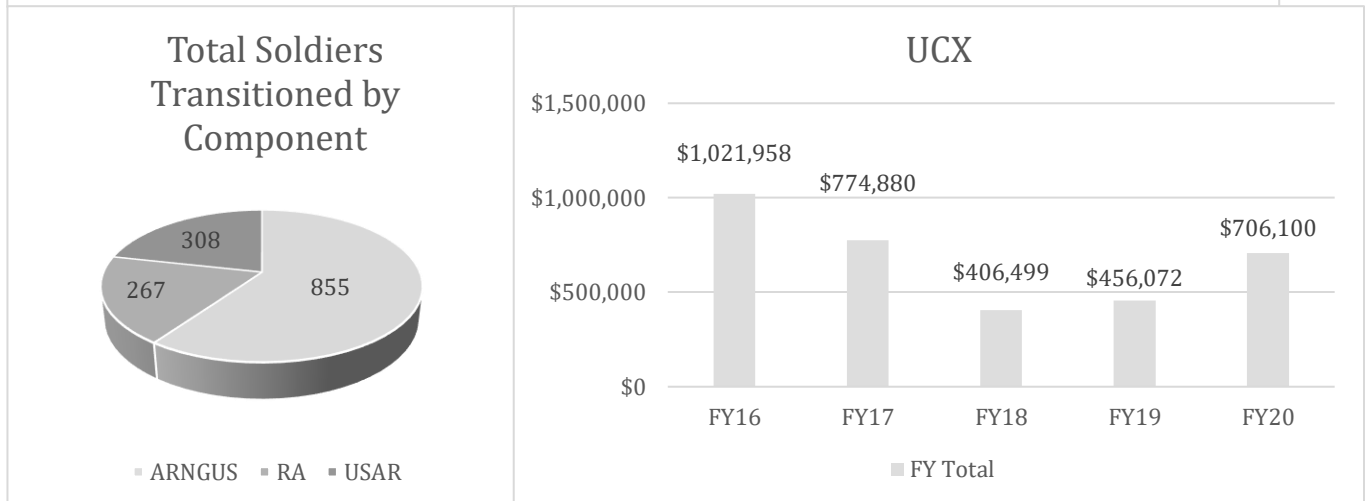 Total Soldiers
Transitioned by
Component
308
267
855
ARNGUS RA USAR
UCX
$1,500,000
$1,021,958
$774,880
$1,000,000
$706,100
$406,499
$456,072
$500,000
$0
FY16 FY17 FY18 FY19 FY20
FY Total